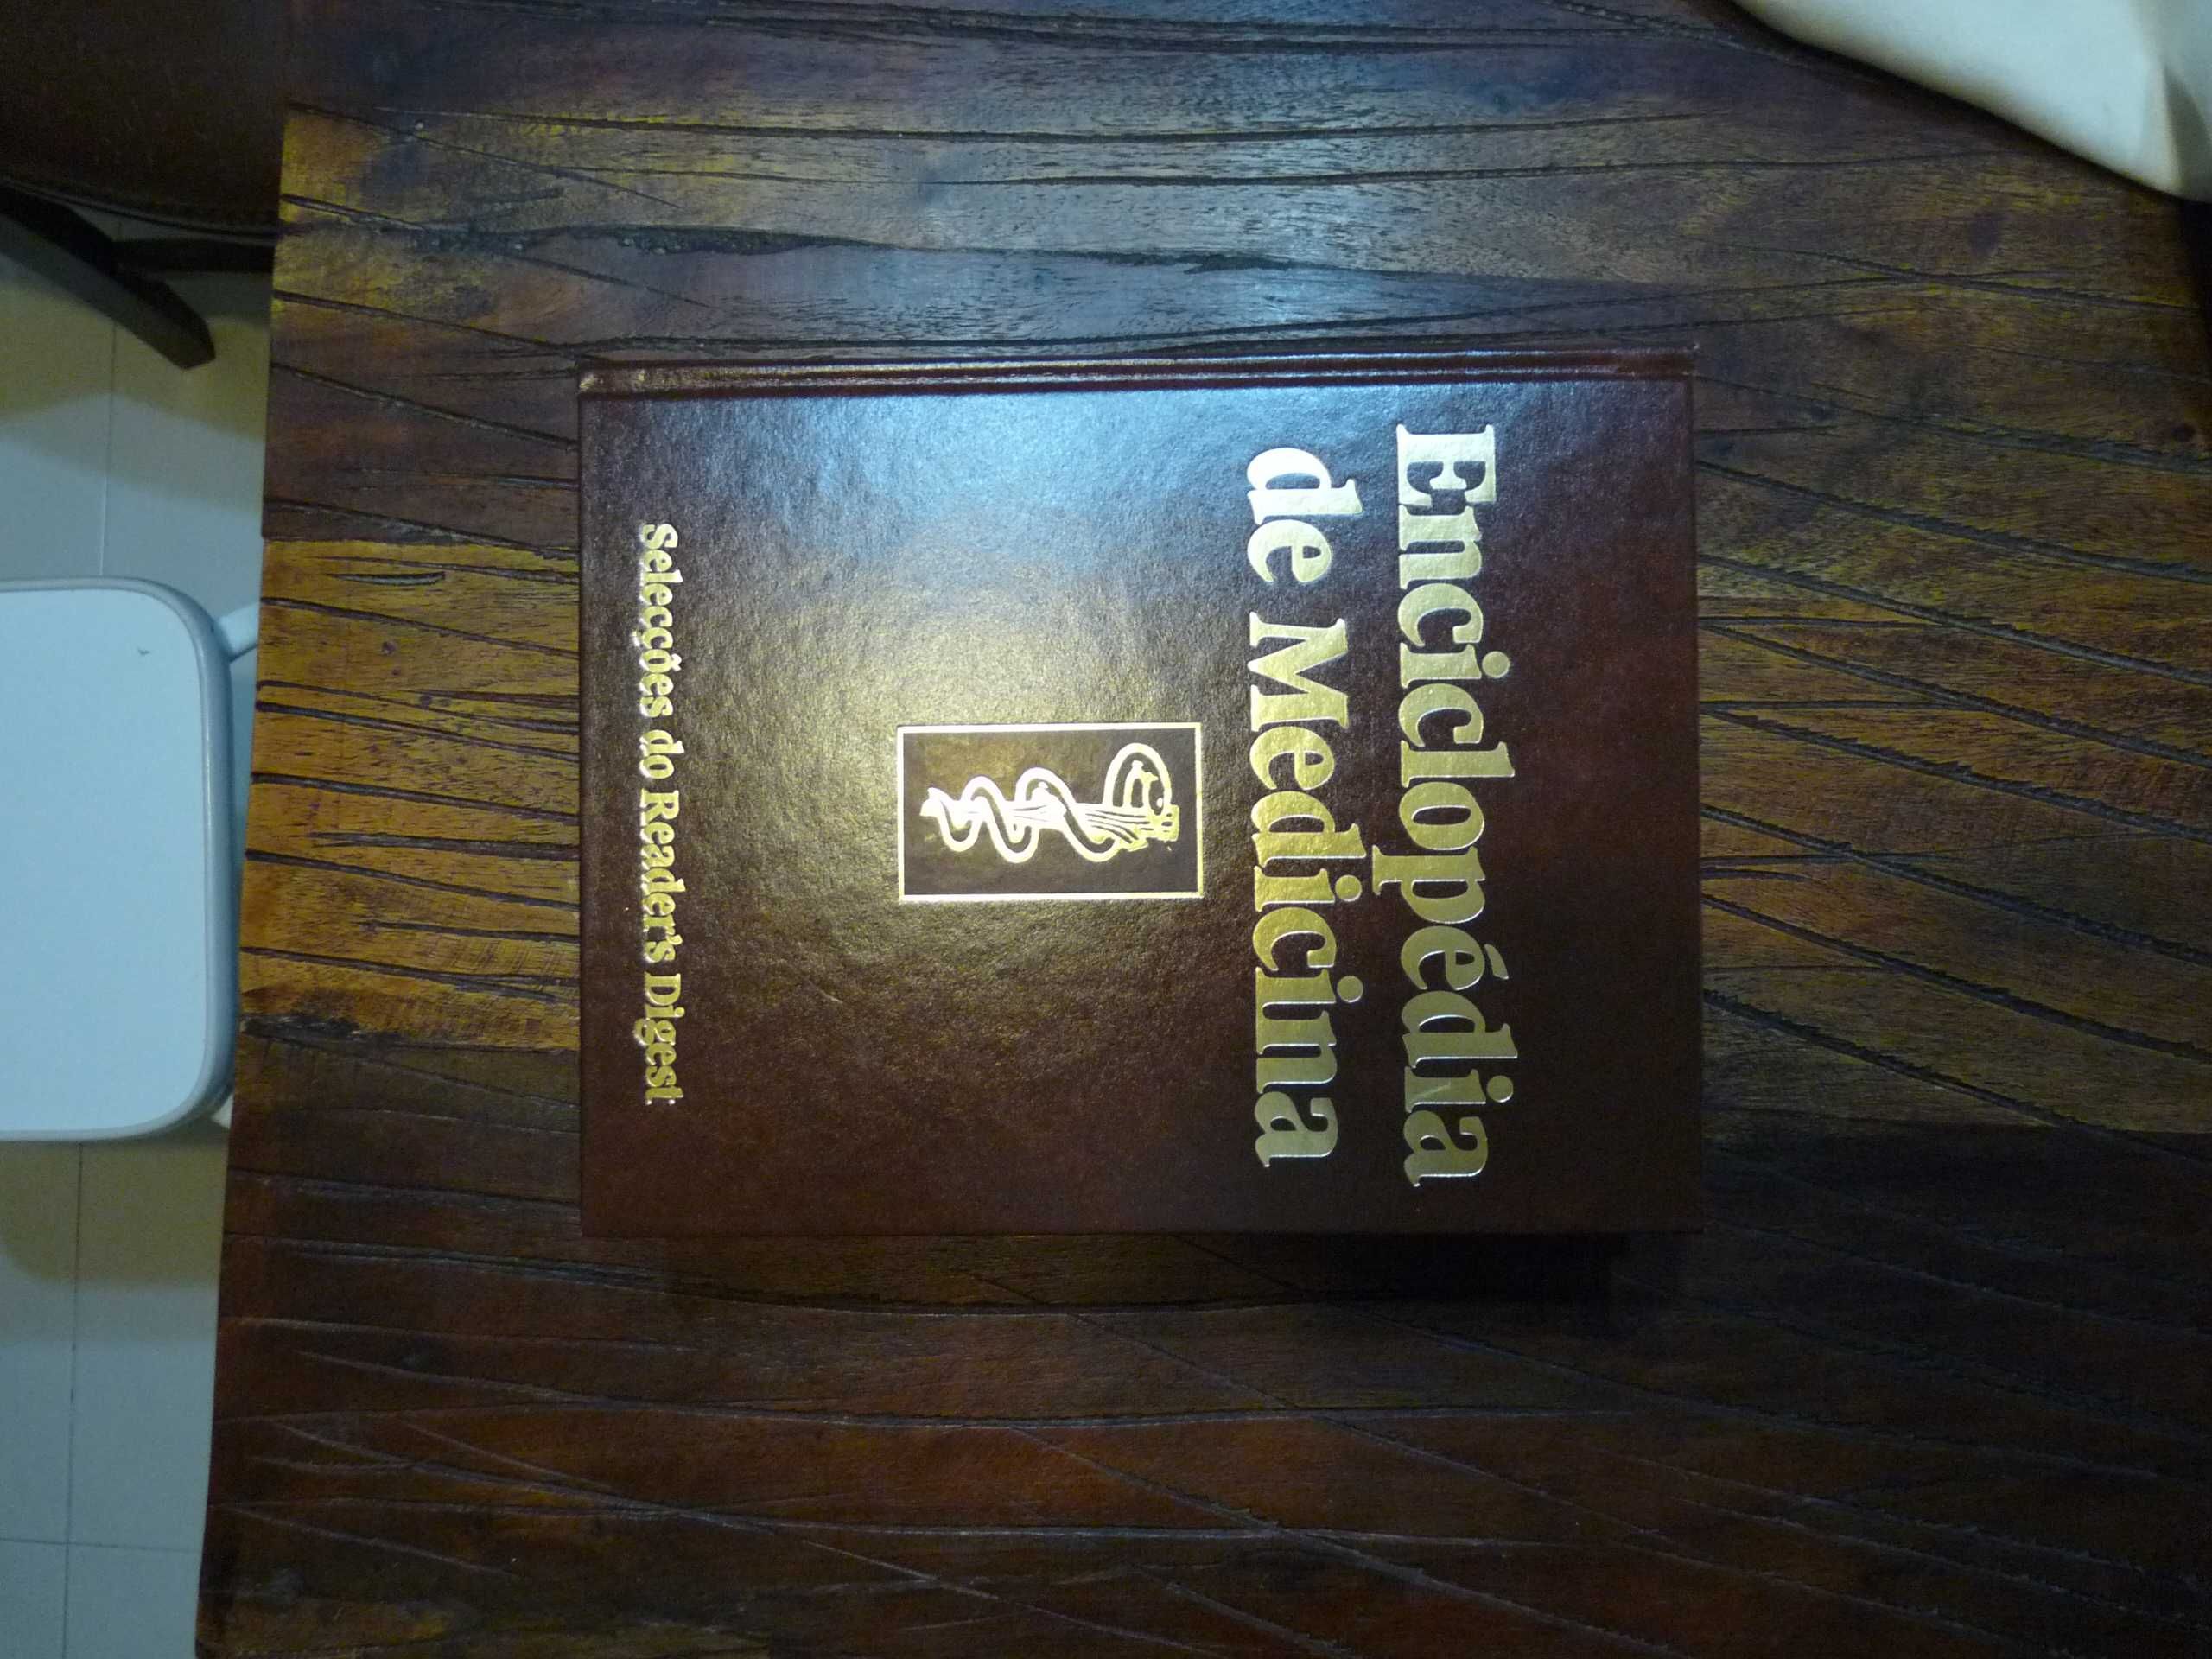 Enciclopédia
de Medicina
Selecções do Reader's Digest